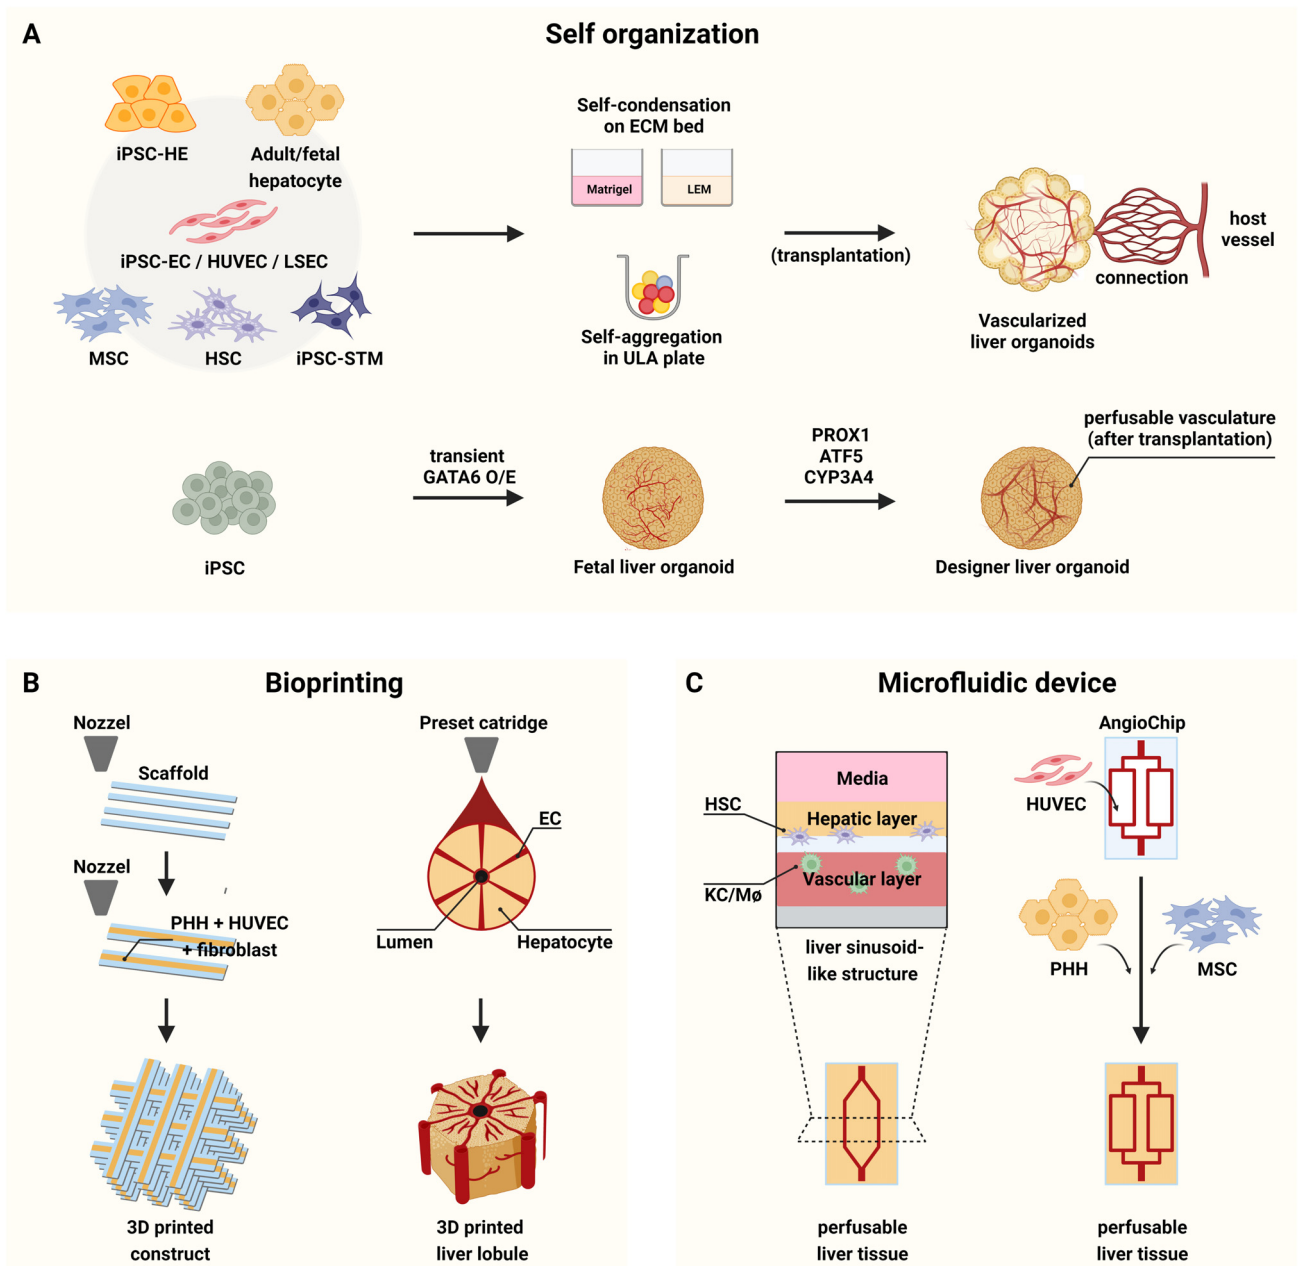 A
Self organization
iPSC-HE
Adult/fetal
hepatocyte
iPSC-EC / HUVEC / LSEC
MSC
HSC
iPSC-STM
Self-condensation
on ECM bed
Matrigel
LEM
Self-aggregation
in ULA plate
(transplantation)
host
vessel
connection
Vascularized
liver organoids
iPSC
transient
GATA6 O/E
Fetal liver organoid
PROX1
ATF5
CYP3A4
perfusable vasculature
(after transplantation)
Designer liver organoid
B
Bioprinting
Nozzel
Scaffold
Nozzel
PHH + HUVEC
+ fibroblast
3D printed
construct
Preset catridge
EC
Lumen
Hepatocyte
3D printed
liver lobule
C
Microfluidic device
Media
HSC
Hepatic layer
KC/Mø
Vascular layer
liver sinusoid-
like structure
perfusable
liver tissue
AngioChip
HUVEC
PHH
MSC
perfusable
liver tissue